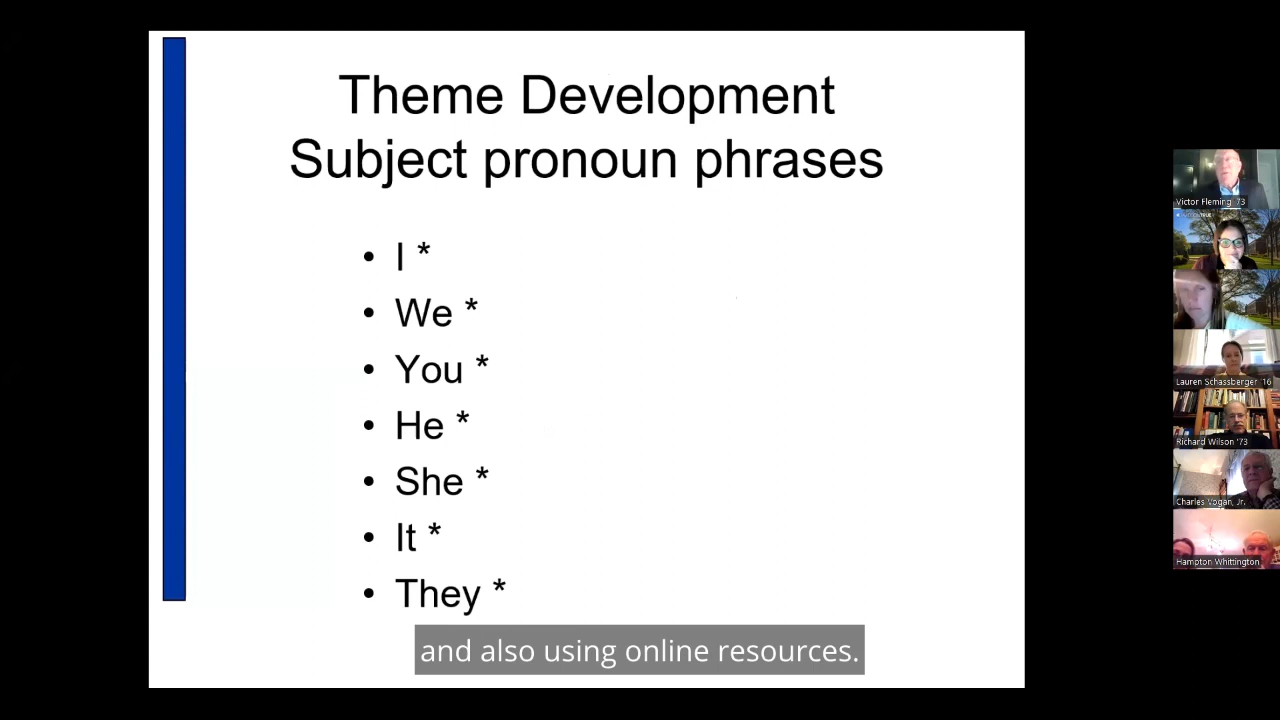 Theme Development
Subject pronoun phrases
• I *
• We *
• You *
• He *
• She *
• It *
• They *
and also using online resources.
Victor Fleming '73
Lauren Schassberger '16
Richard Wilson '73
Charles Vogan, Jr.
Hampton Whittington